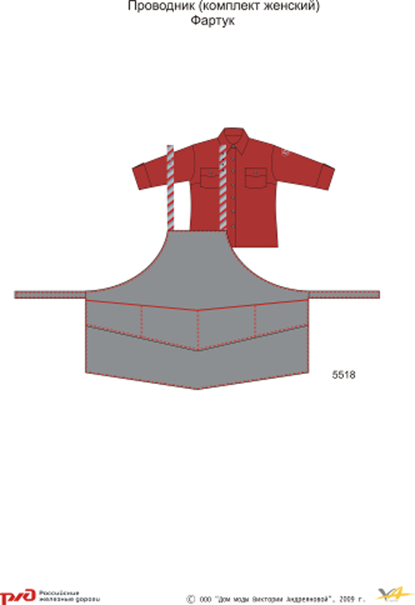 Проводник (комплект женский)
Фартук
5518
Российские
железные дороги
© ООО "Дом моды Виктории Андреяновой", 2009 г.